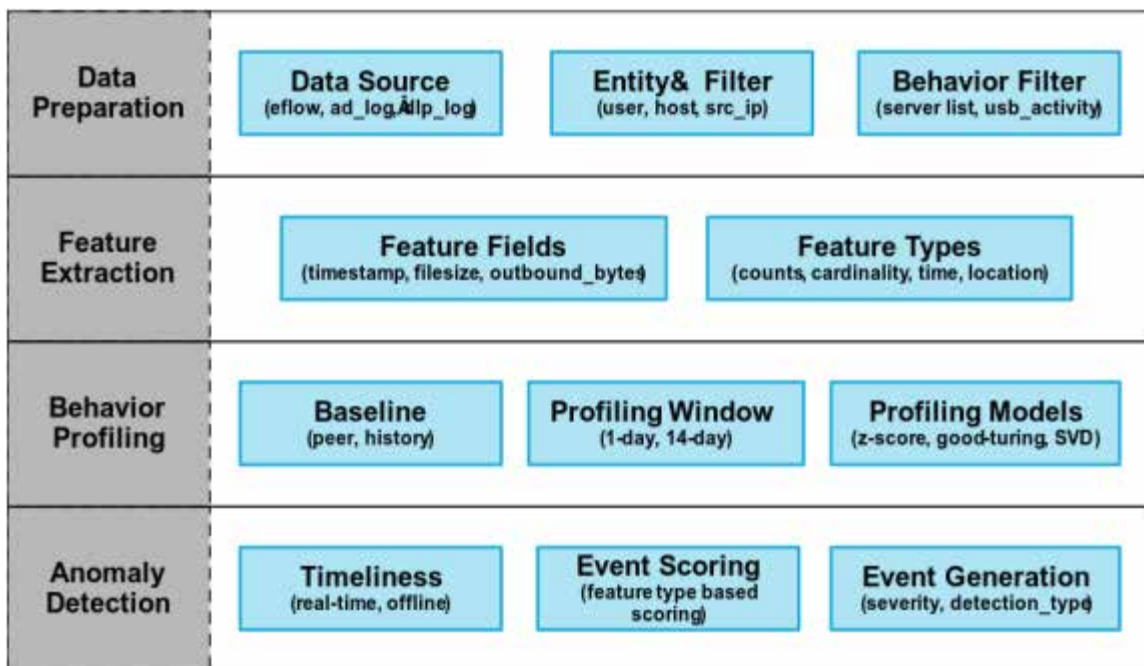 Data
Preparation
Data Source
(eflow, ad_log,Âdlp_log)
Entity& Filter
(user, host, src_ip)
Behavior Filter
(server list, usb_activity)
Feature
Extraction
Feature Fields
(timestamp, filesize, outbound_bytes)
Feature Types
(counts, cardinality, time, location)
Behavior
Profiling
Baseline
(peer, history)
Profiling Window
(1-day, 14-day)
Profiling Models
(z-score, good-turing, SVD)
Anomaly
Detection
Timeliness
(real-time, offline)
Event Scoring
(feature type based
scoring)
Event Generation
(severity, detection_type)